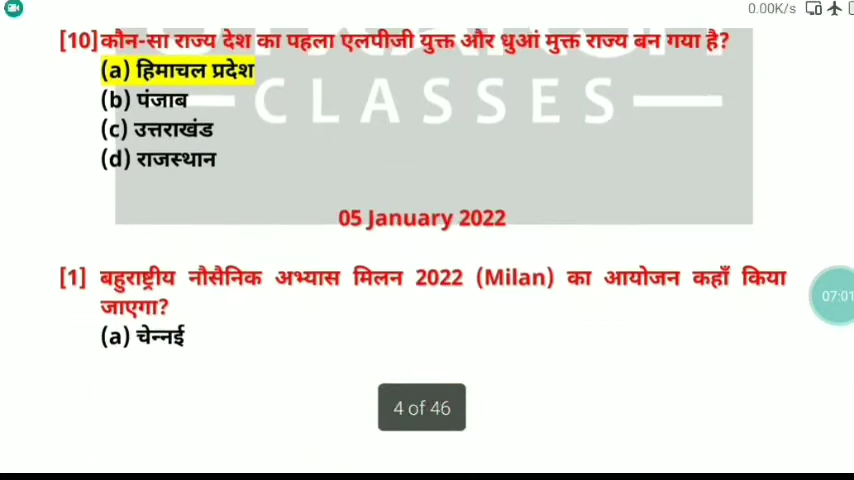 0.00K/s
[10] कौन-सा राज्य देश का पहला एलपीजी युक्त और धुआं मुक्त राज्य बन गया है?
(a) हिमाचल प्रदेश
(b) पंजाब
CLASSES
(c) उत्तराखंड
(d) राजस्थान
05 January 2022
[1] बहुराष्ट्रीय नौसैनिक अभ्यास मिलन 2022 (Milan) का आयोजन कहाँ किया
जाएगा?
07:01
(a) चेन्नई
4 of 46